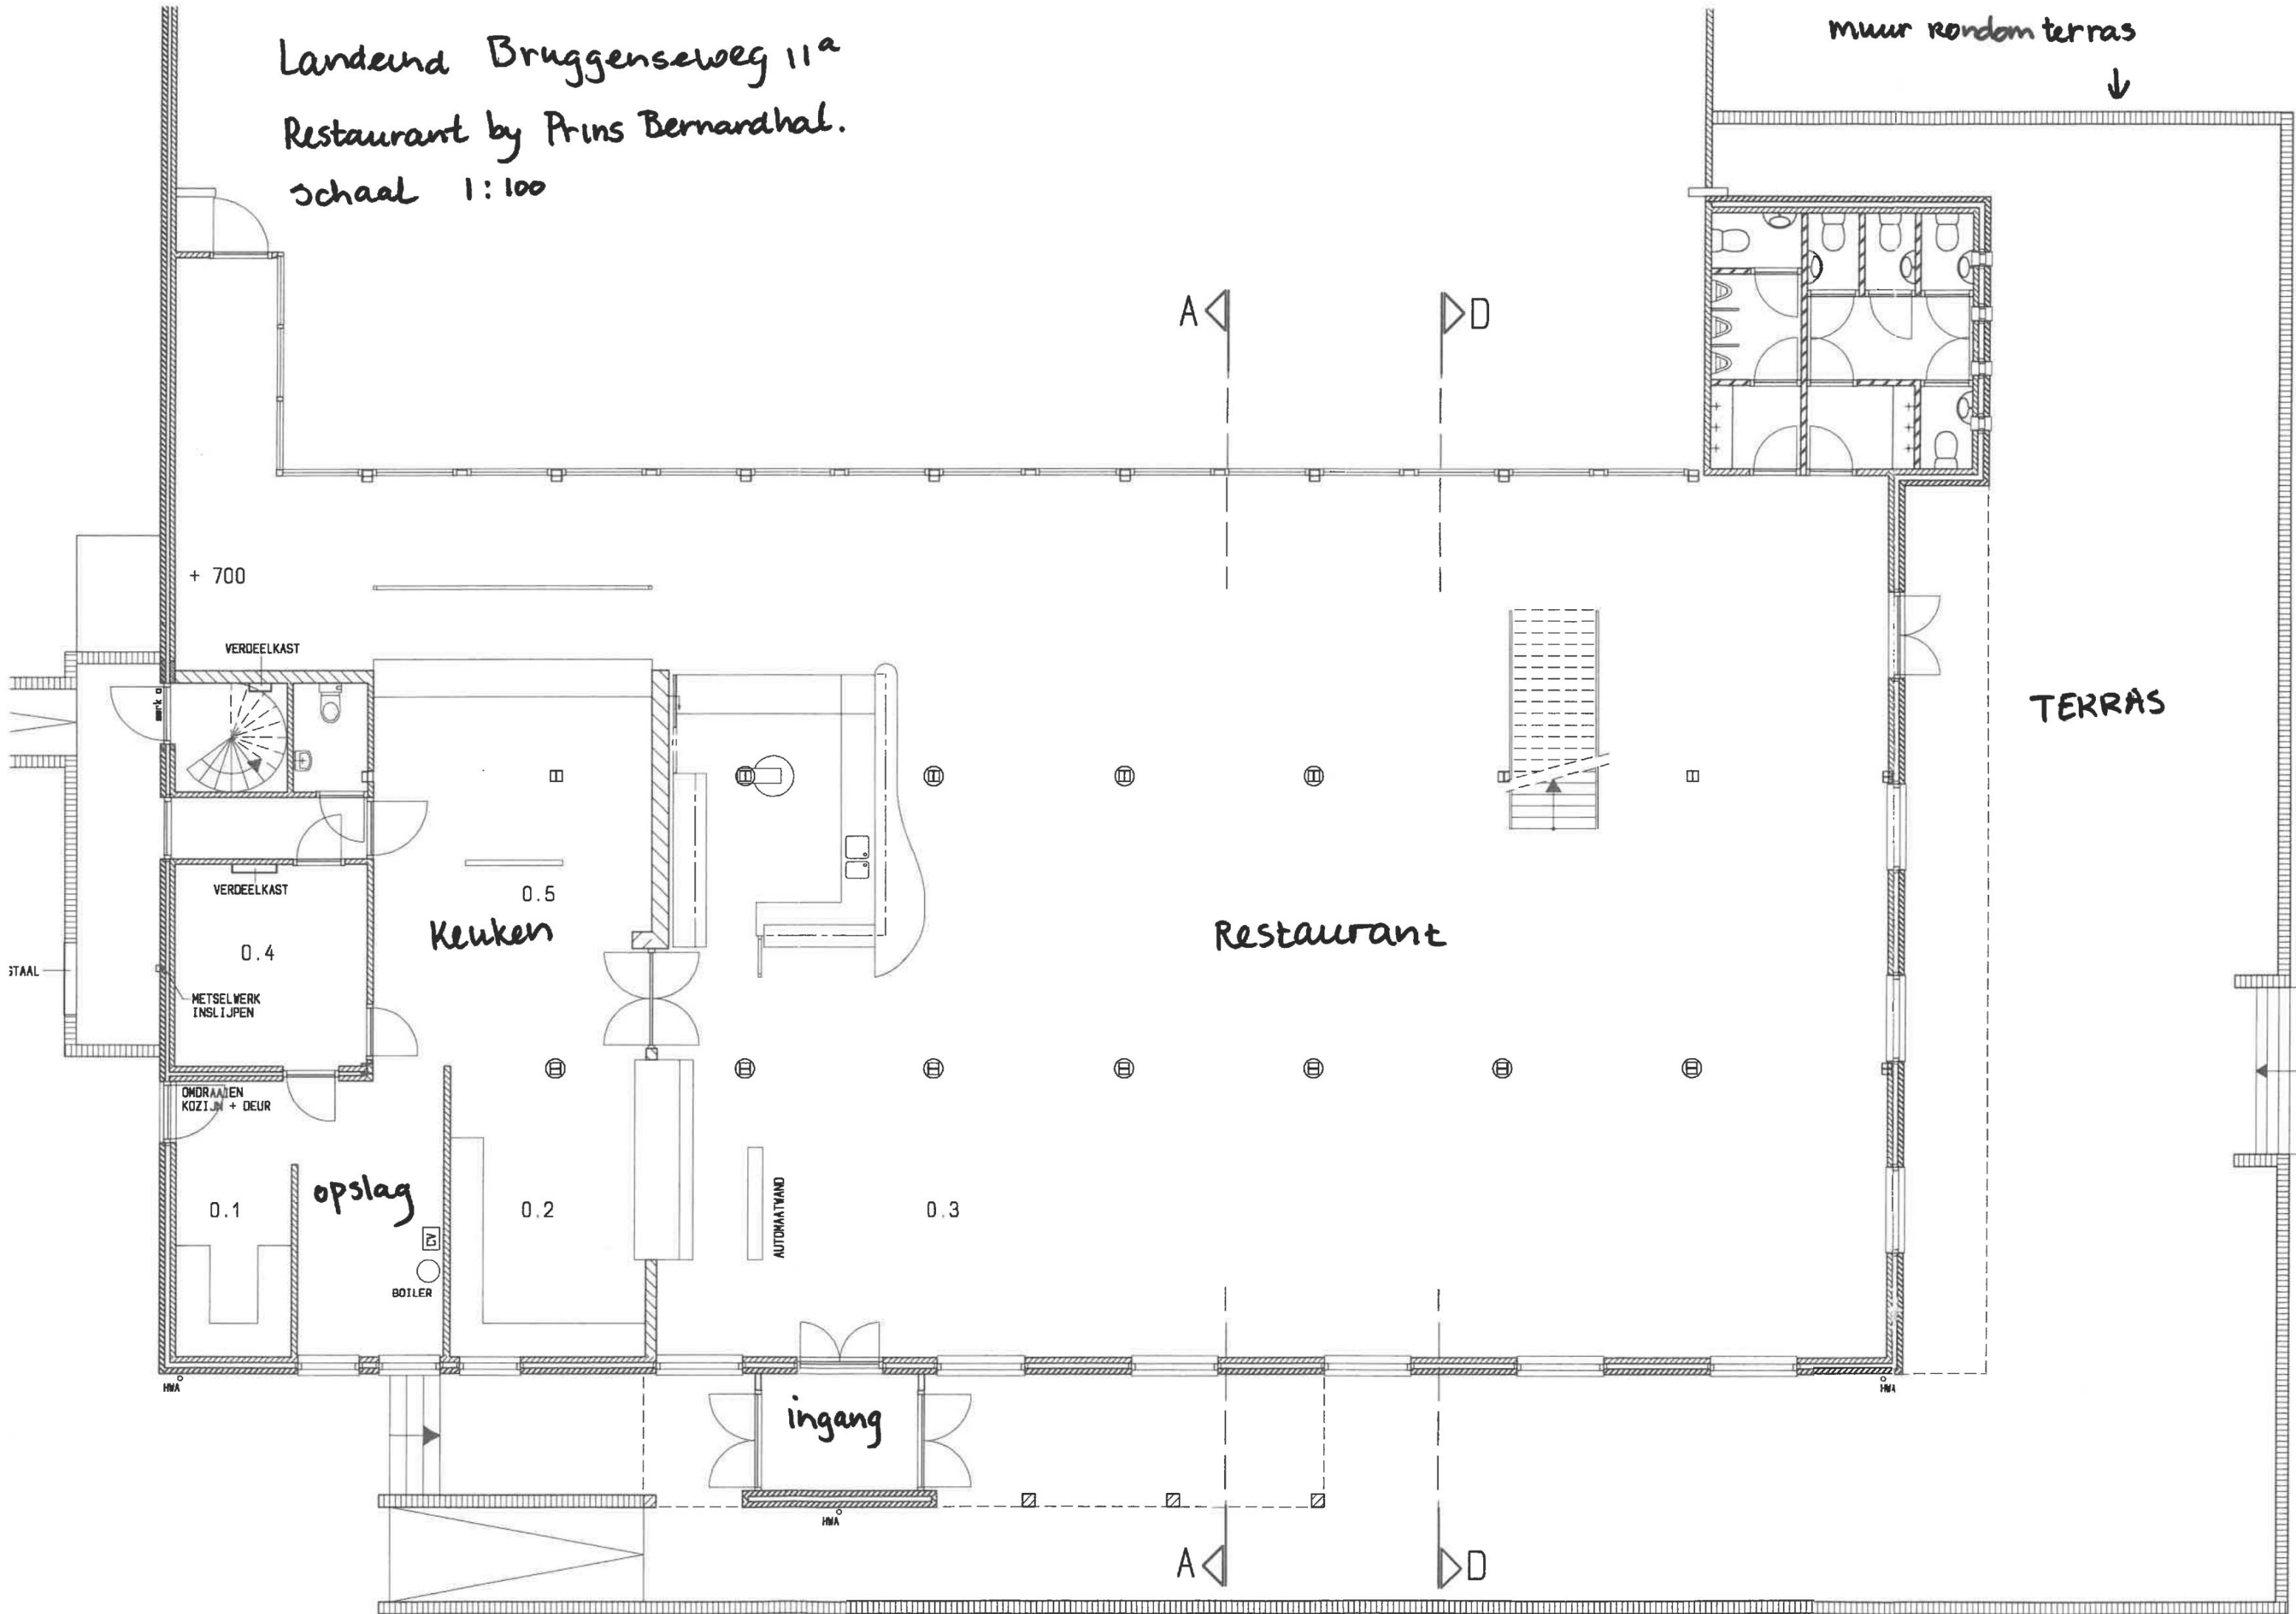 Landeind Bruggenseweg 11a
Restaurant by Prins Bernardhal.
schaal 1:100
muur rondom terras
A
D
+ 700
VERDEELKAST
TERRAS
VERDEELKAST
0.5
Keuken
Restaurant
0.4
STAAL
METSELWERK
INSLIJPEN
OMDRAAIEN
KOZIJN + DEUR
opslag
0.1
0.2
0.3
CV
AUTOMAATWAND
BOILER
HWA
HWA
ingang
HWA
A
D